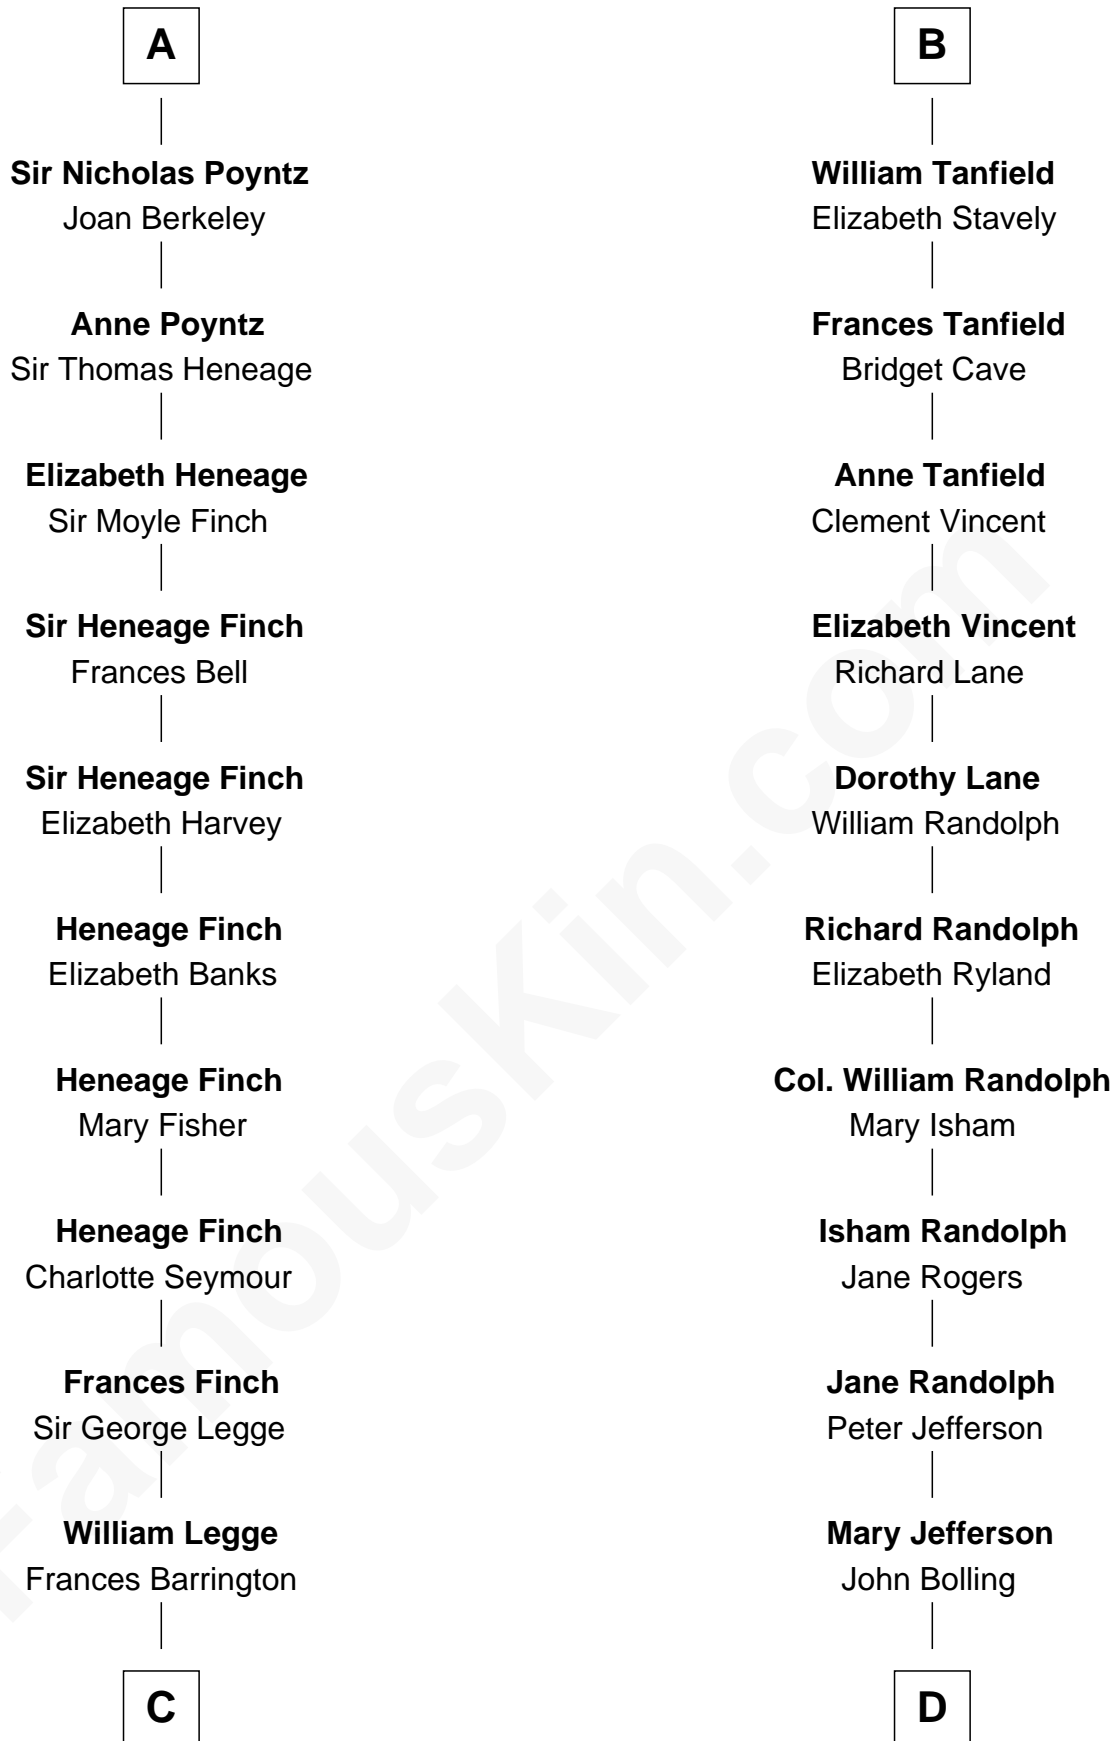 A
Sir Nicholas Poyntz
Joan Berkeley
Anne Poyntz
Sir Thomas Heneage
Elizabeth Heneage
Sir Moyle Finch
Sir Heneage Finch
Frances Bell
Sir Heneage Finch
Elizabeth Harvey
Heneage Finch
Elizabeth Banks
Heneage Finch
Mary Fisher
Heneage Finch
Charlotte Seymour
Frances Finch
Sir George Legge
William Legge
Frances Barrington
C
B
William Tanfield
Elizabeth Stavely
Frances Tanfield
Bridget Cave
Anne Tanfield
Clement Vincent
Elizabeth Vincent
Richard Lane
Dorothy Lane
William Randolph
Richard Randolph
Elizabeth Ryland
Col. William Randolph
Mary Isham
Isham Randolph
Jane Rogers
Jane Randolph
Peter Jefferson
Mary Jefferson
John Bolling
D
FamousKin.com